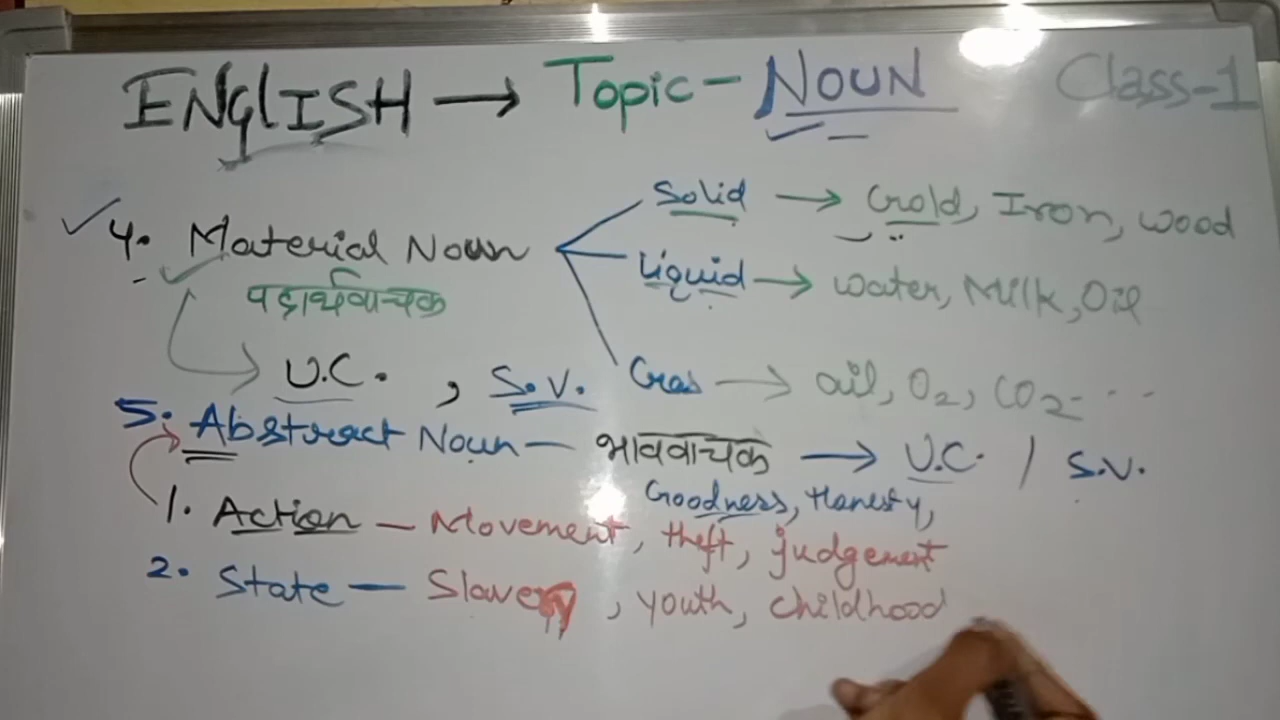 ENGlISH → Topic - NOUN Class-1
Solid → Gold, Iron, wood
4. Material Noun
Liquid → water, Milk, Oil
पदार्थवाचक
Gas → ail, O2, CO2- ...
U.C. , S.V.
5. Abstract Noun — भाववाचक → U.C. / S.V.
Goodness, Honesty,
1. Action — Movement, theft, judgement
2. State — Slavery, youth, childhood